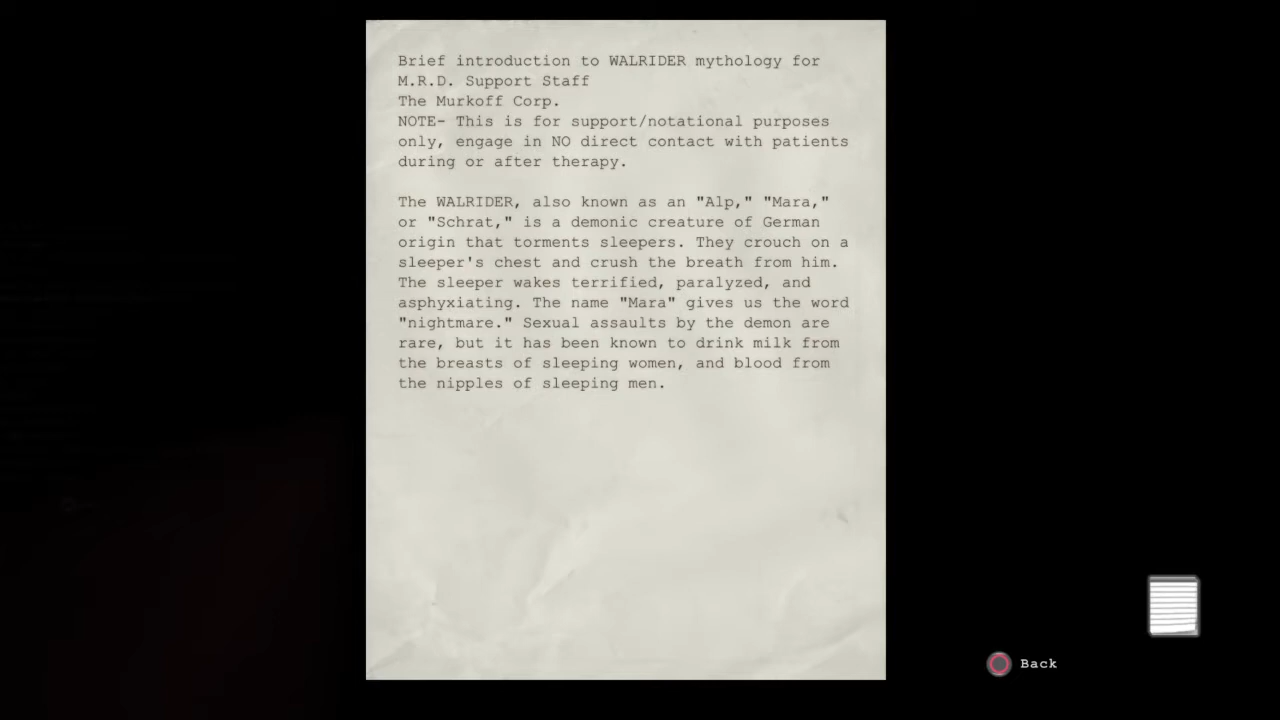 Brief introduction to WALRIDER mythology for
M.R.D. Support Staff
The Murkoff Corp.
NOTE- This is for support/notational purposes
only, engage in NO direct contact with patients
during or after therapy.
The WALRIDER, also known as an "Alp," "Mara,"
or "Schrat," is a demonic creature of German
origin that torments sleepers. They crouch on a
sleeper's chest and crush the breath from him.
The sleeper wakes terrified, paralyzed, and
asphyxiating. The name "Mara" gives us the word
"nightmare." Sexual assaults by the demon are
rare, but it has been known to drink milk from
the breasts of sleeping women, and blood from
the nipples of sleeping men.
Back